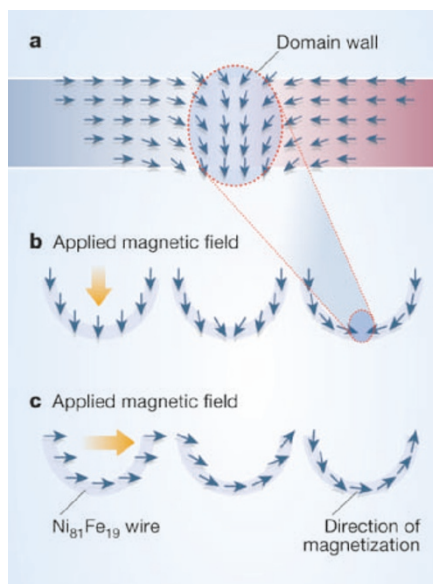 a
Domain wall
b Applied magnetic field
c Applied magnetic field
Ni₈₁Fe₁₉ wire
Direction of
magnetization